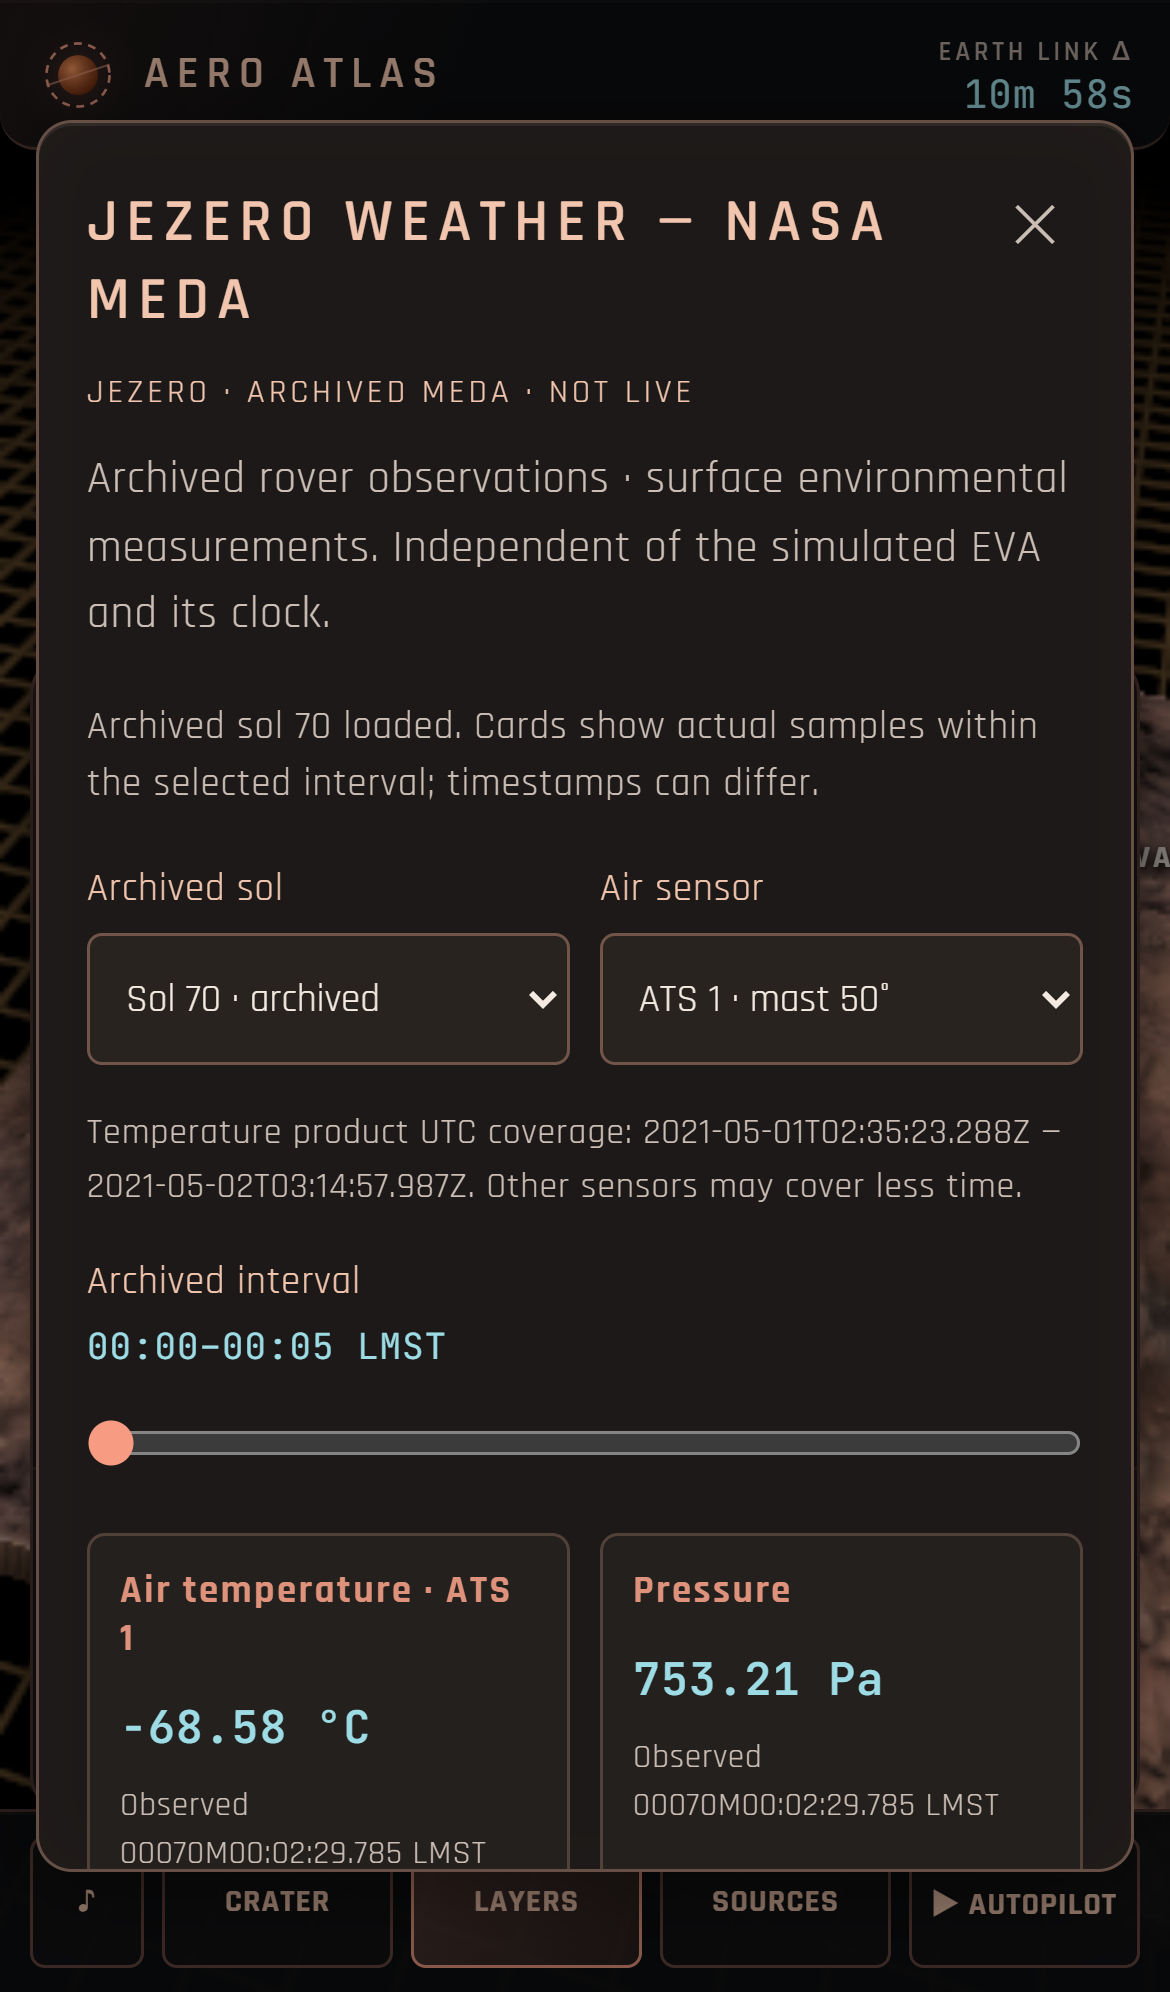 AERO ATLAS
EARTH LINK Δ
10m 58s
JEZERO WEATHER — NASA
MEDA
JEZERO · ARCHIVED MEDA · NOT LIVE
Archived rover observations · surface environmental
measurements. Independent of the simulated EVA
and its clock.
Archived sol 70 loaded. Cards show actual samples within
the selected interval; timestamps can differ.
Archived sol
Air sensor
Sol 70 · archived
ATS 1 · mast 50°
Temperature product UTC coverage: 2021-05-01T02:35:23.288Z —
2021-05-02T03:14:57.987Z. Other sensors may cover less time.
Archived interval
00:00–00:05 LMST
Air temperature · ATS
1
-68.58 °C
Observed
00070M00:02:29.785 LMST
Pressure
753.21 Pa
Observed
00070M00:02:29.785 LMST
♪
CRATER
LAYERS
SOURCES
▶ AUTOPILOT